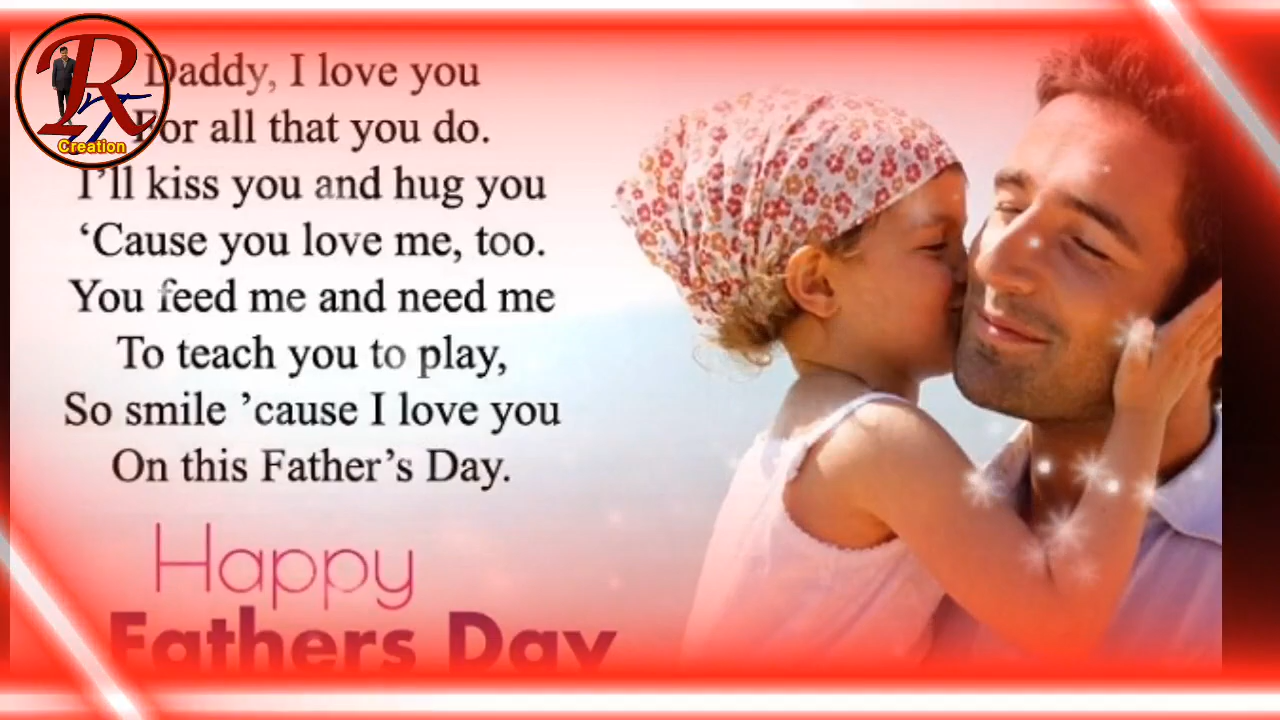 RT
Creation
Daddy, I love you
For all that you do.
I’ll kiss you and hug you
‘Cause you love me, too.
You feed me and need me
To teach you to play,
So smile ’cause I love you
On this Father’s Day.
Happy
Fathers Day